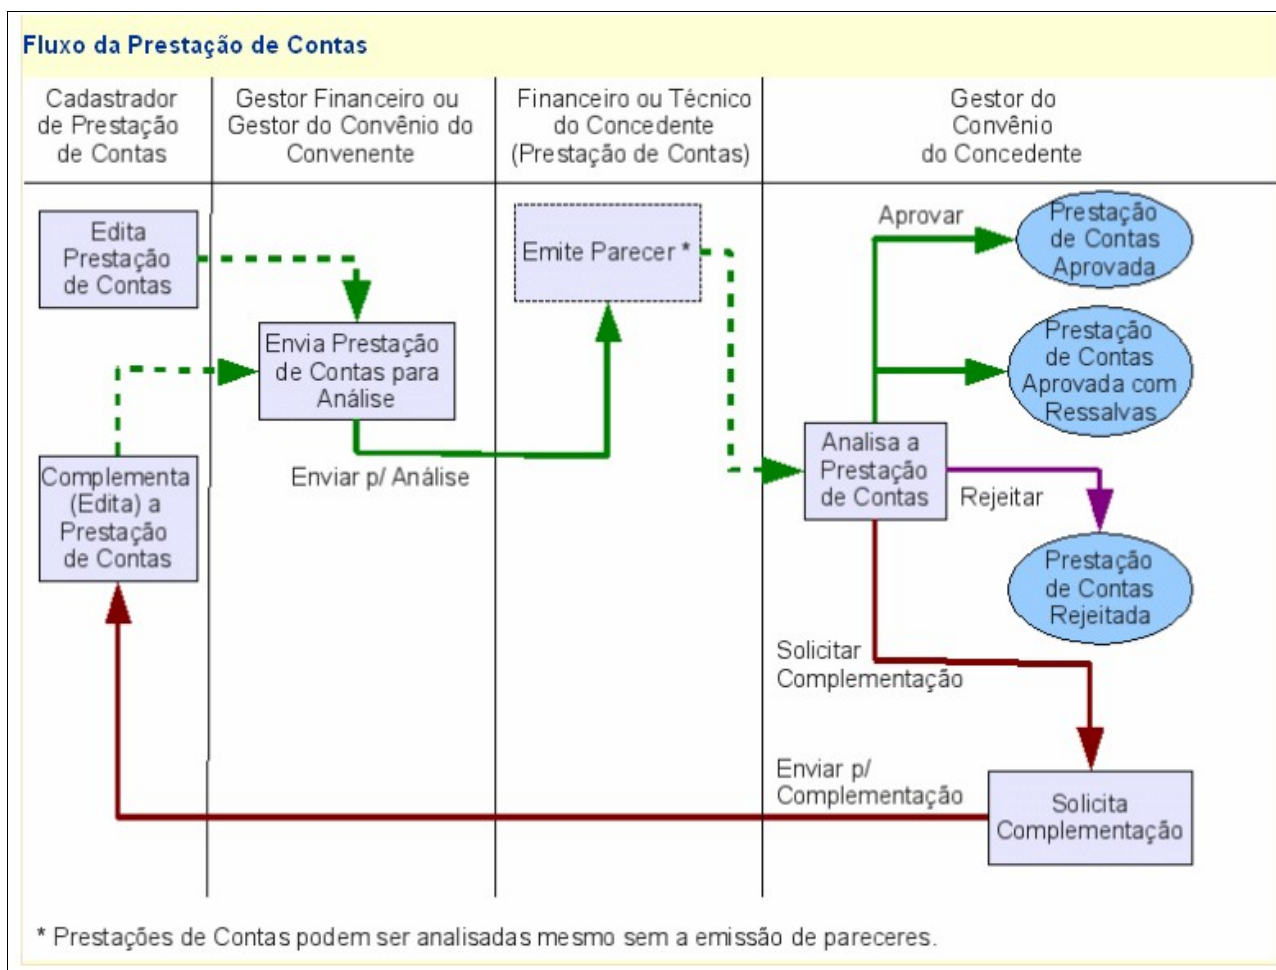 Fluxo da Prestação de Contas
Cadastrador
de Prestação
de Contas
Gestor Financeiro ou
Gestor do Convênio do
Convenente
Financeiro ou Técnico
do Concedente
(Prestação de Contas)
Gestor do
Convênio
do Concedente
Edita
Prestação
de Contas
Envia Prestação
de Contas para
Análise
Complementa
(Edita) a
Prestação
de Contas
Enviar p/ Análise
Emite Parecer *
Aprovar
Prestação
de Contas
Aprovada
Prestação
de Contas
Aprovada com
Ressalvas
Analisa a
Prestação
de Contas
Rejeitar
Prestação
de Contas
Rejeitada
Solicitar
Complementação
Enviar p/
Complementação
Solicita
Complementação
* Prestações de Contas podem ser analisadas mesmo sem a emissão de pareceres.